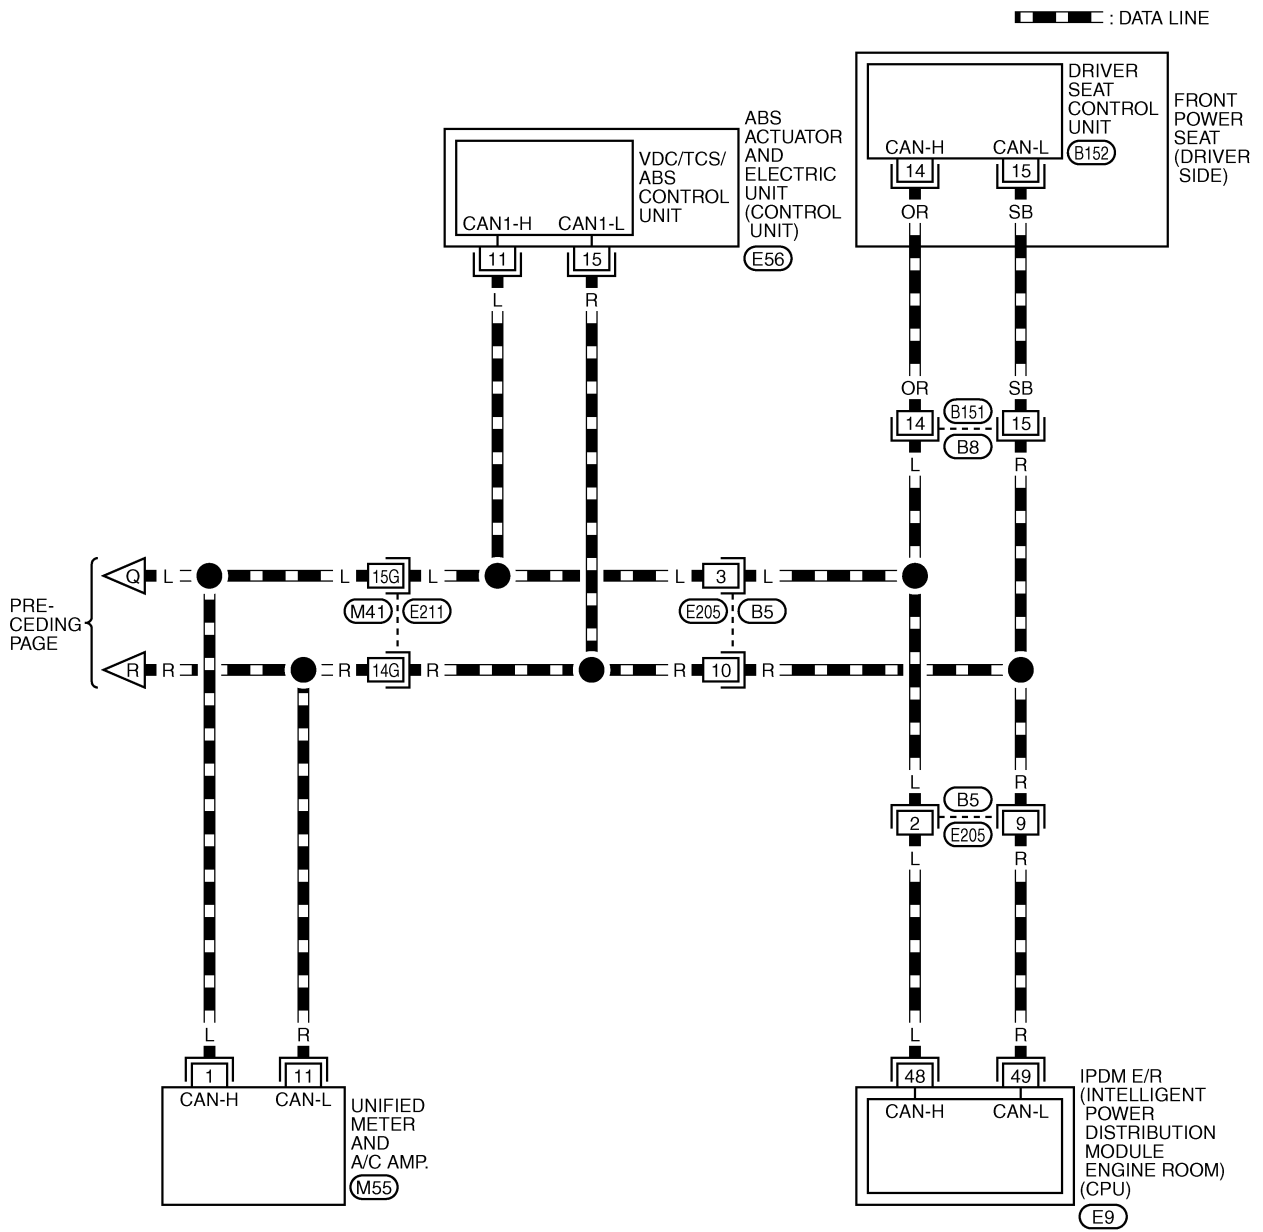 : DATA LINE
DRIVER
SEAT
CONTROL
UNIT
B152
FRONT
POWER
SEAT
(DRIVER
SIDE)
CAN-H
CAN-L
14
15
OR
SB
ABS
ACTUATOR
AND
ELECTRIC
UNIT
(CONTROL
UNIT)
E56
VDC/TCS/
ABS
CONTROL
UNIT
CAN1-H
CAN1-L
11
15
L
R
OR
SB
14
B151
B8
15
L
R
PRE-
CEDING
PAGE
Q
L
L
15G
L
L
3
L
M41
E211
E205
B5
R
R
R
14G
R
R
10
R
L
R
2
B5
E205
9
L
R
L
R
1
11
CAN-H
CAN-L
UNIFIED
METER
AND
A/C AMP.
M55
L
R
48
49
CAN-H
CAN-L
IPDM E/R
(INTELLIGENT
POWER
DISTRIBUTION
MODULE
ENGINE ROOM)
(CPU)
E9